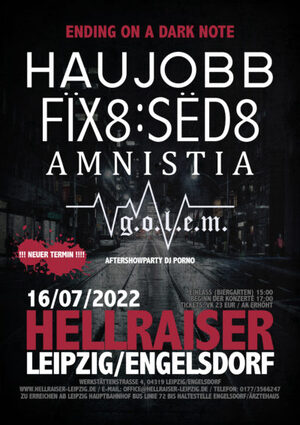 ENDING ON A DARK NOTE
HAUJOBB
FÏX8:SËD8
AMNISTIA
g.o.l.e.m.
!!! NEUER TERMIN !!!!
AFTERSHOWPARTY DJ PORNO
16/07/2022
EINLASS (BIERGARTEN) 15:00
BEGINN DER KONZERTE 17:00
TICKETS: VK 23 EUR / AK ERHÖHT
HELLRAISER
LEIPZIG/ENGELSDORF
WERKSTÄTTENSTRASSE 4, 04319 LEIPZIG/ENGELSDORF
WWW.HELLRAISER-LEIPZIG.DE / E-MAIL: OFFICE@HELLRAISER-LEIPZIG.DE / TELEFON: 0177/3566247
ZU ERREICHEN AB LEIPZIG HAUPTBAHNHOF BUS LINIE 72 BIS HALTESTELLE ENGELSDORF/ÄRZTEHAUS